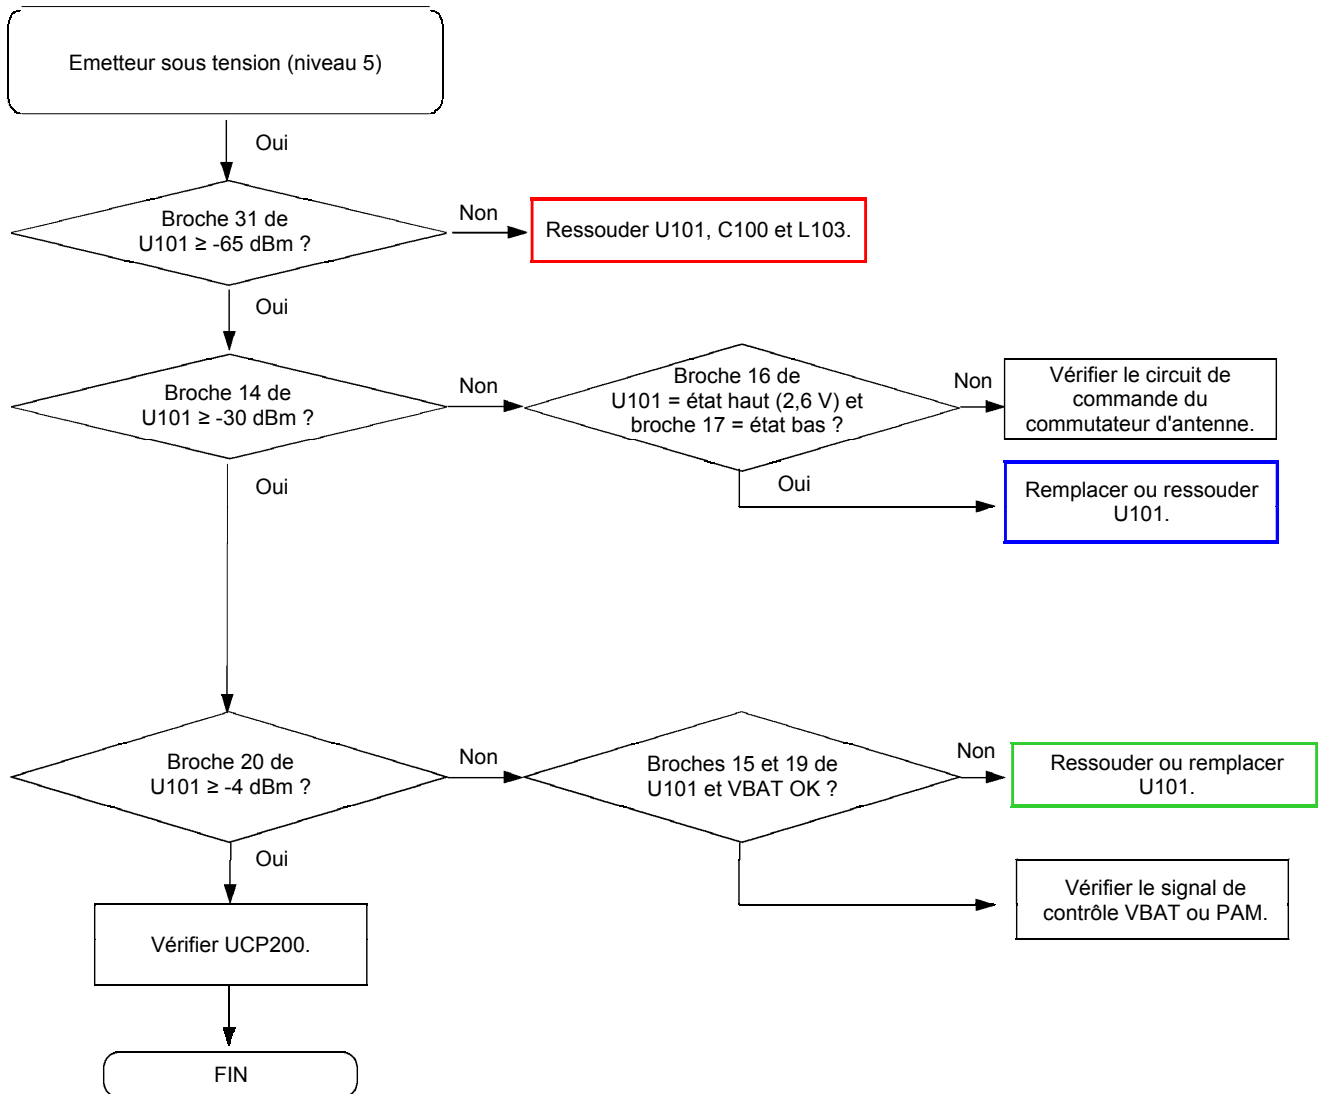 Emetteur sous tension (niveau 5)
Oui
Broche 31 de
U101 ≥ -65 dBm ?
Non
Ressouder U101, C100 et L103.
Oui
Broche 14 de
U101 ≥ -30 dBm ?
Non
Broche 16 de
U101 = état haut (2,6 V) et
broche 17 = état bas ?
Non
Vérifier le circuit de
commande du
commutateur d'antenne.
Oui
Oui
Remplacer ou ressouder
U101.
Broche 20 de
U101 ≥ -4 dBm ?
Non
Broches 15 et 19 de
U101 et VBAT OK ?
Non
Ressouder ou remplacer
U101.
Oui
Vérifier le signal de
contrôle VBAT ou PAM.
Vérifier UCP200.
FIN